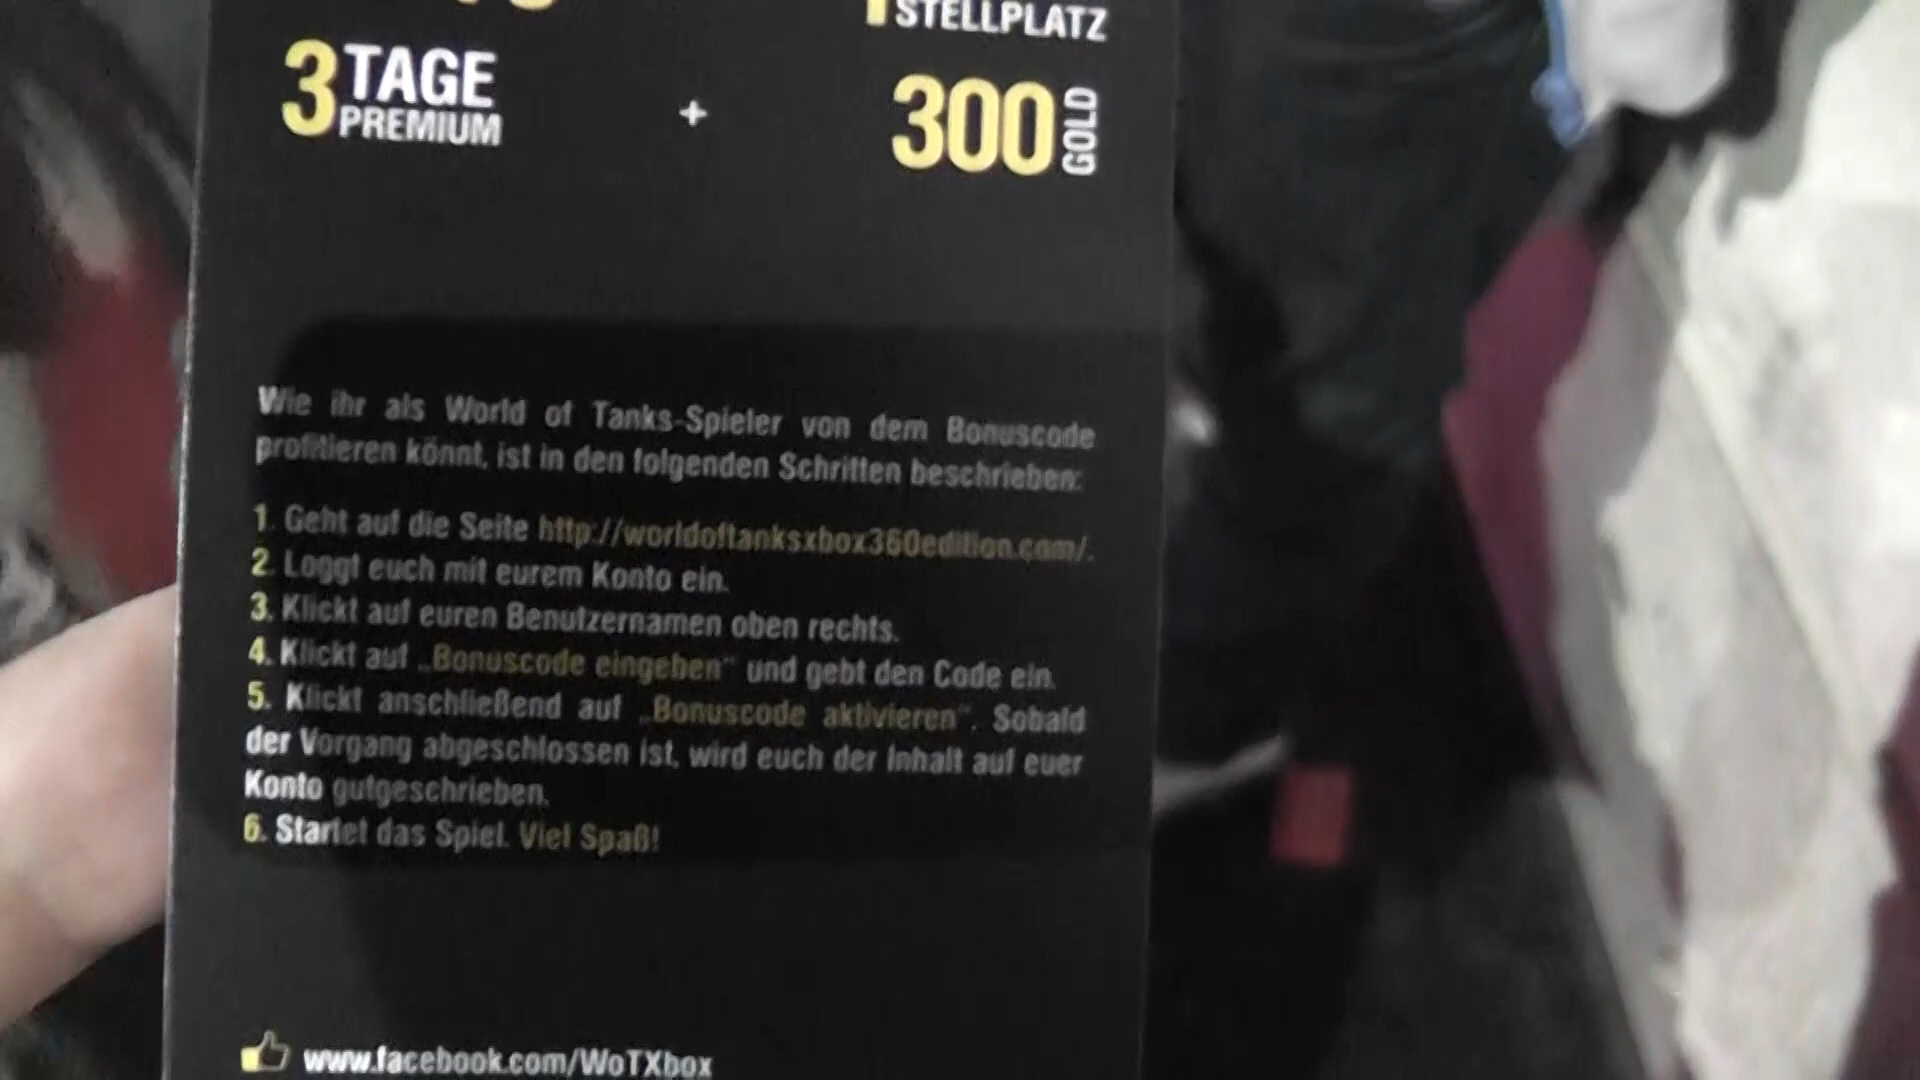 STELLPLATZ
3 TAGE PREMIUM + 300 GOLD
Wie ihr als World of Tanks-Spieler von dem Bonuscode
profitieren könnt, ist in den folgenden Schritten beschrieben:
1. Geht auf die Seite http://worldoftanksxbox360edition.com/.
2. Loggt euch mit eurem Konto ein.
3. Klickt auf euren Benutzernamen oben rechts.
4. Klickt auf „Bonuscode eingeben“ und gebt den Code ein.
5. Klickt anschließend auf „Bonuscode aktivieren“. Sobald
der Vorgang abgeschlossen ist, wird euch der Inhalt auf euer
Konto gutgeschrieben.
6. Startet das Spiel. Viel Spaß!
www.facebook.com/WoTXbox